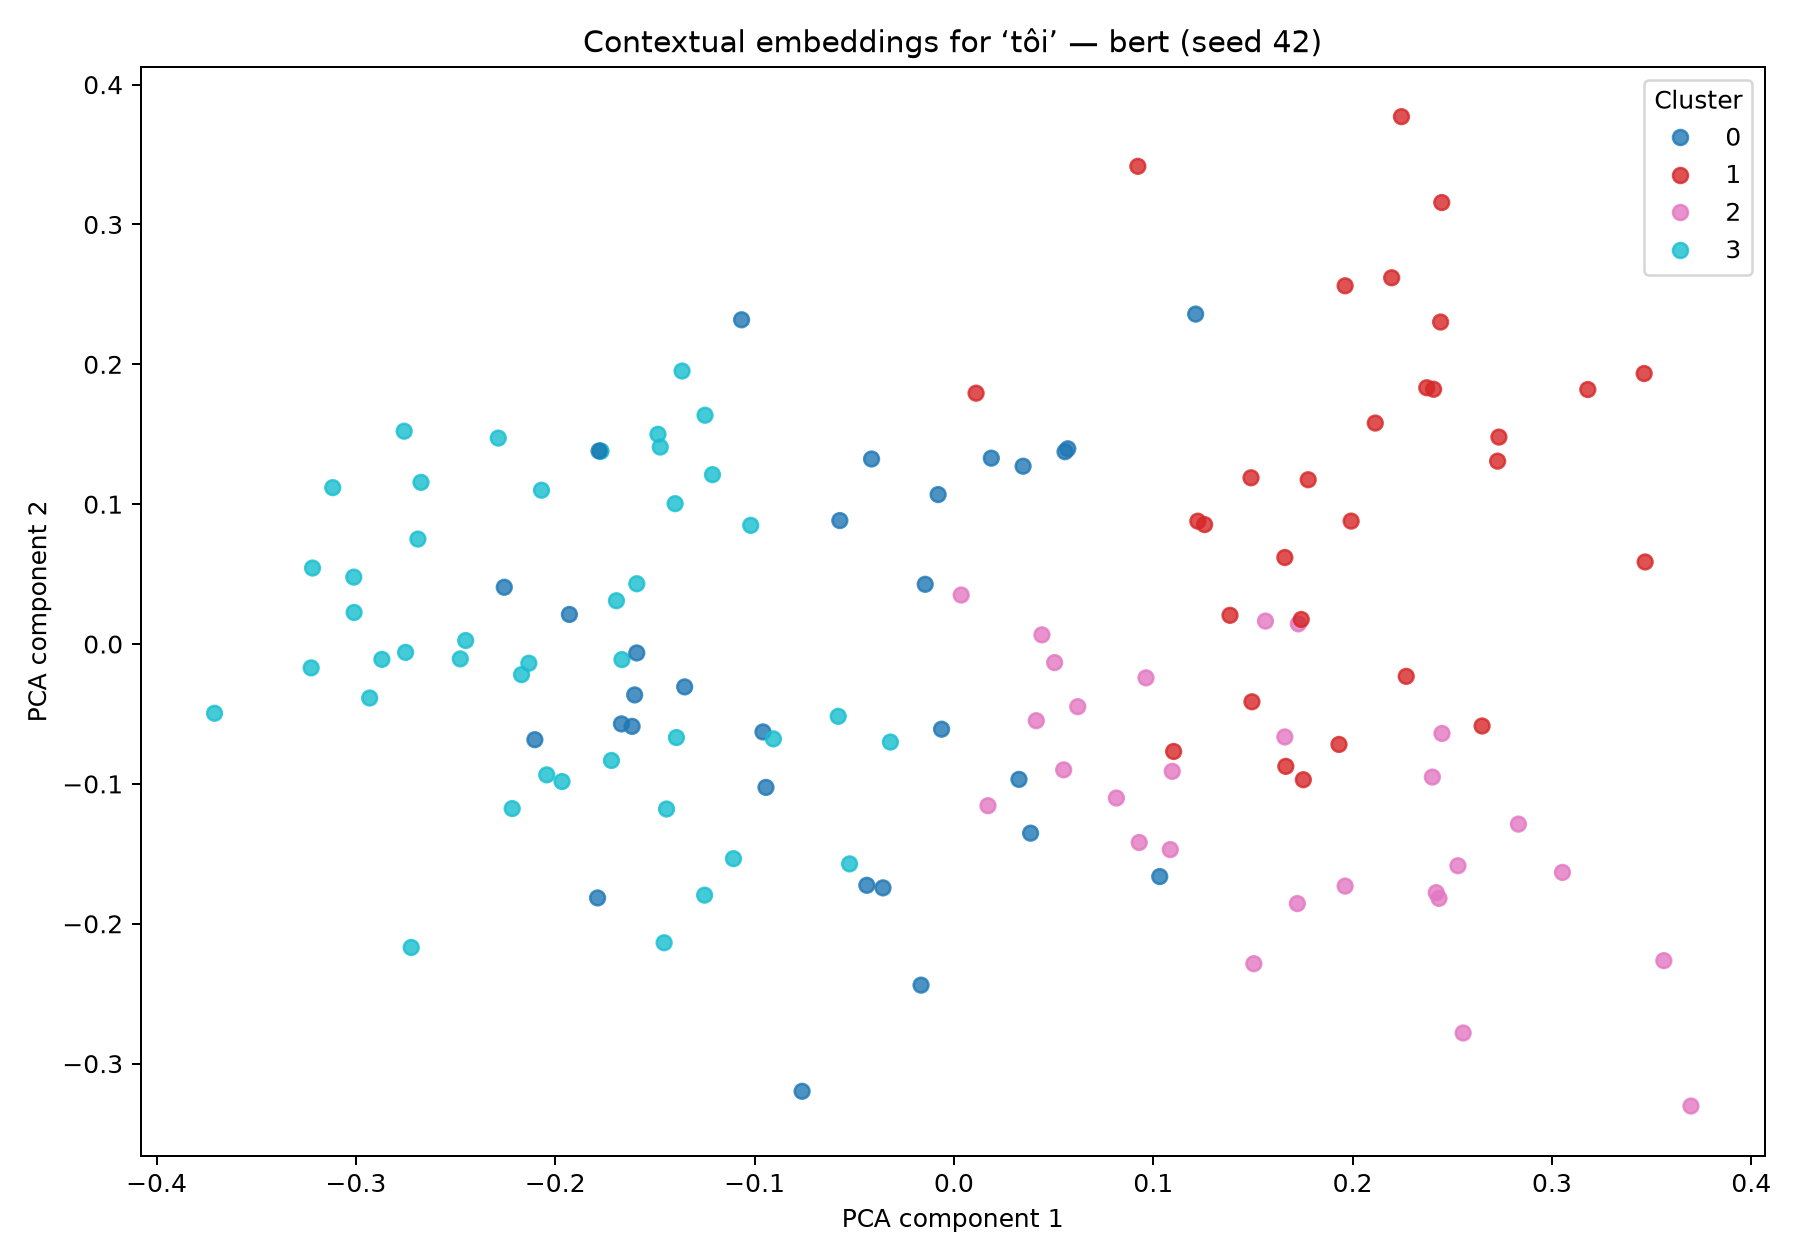 Contextual embeddings for ‘tôi’ — bert (seed 42)
Cluster
0
1
2
3
0.4
0.3
0.2
0.1
0.0
−0.1
−0.2
−0.3
PCA component 2
−0.4 −0.3 −0.2 −0.1 0.0 0.1 0.2 0.3 0.4
PCA component 1